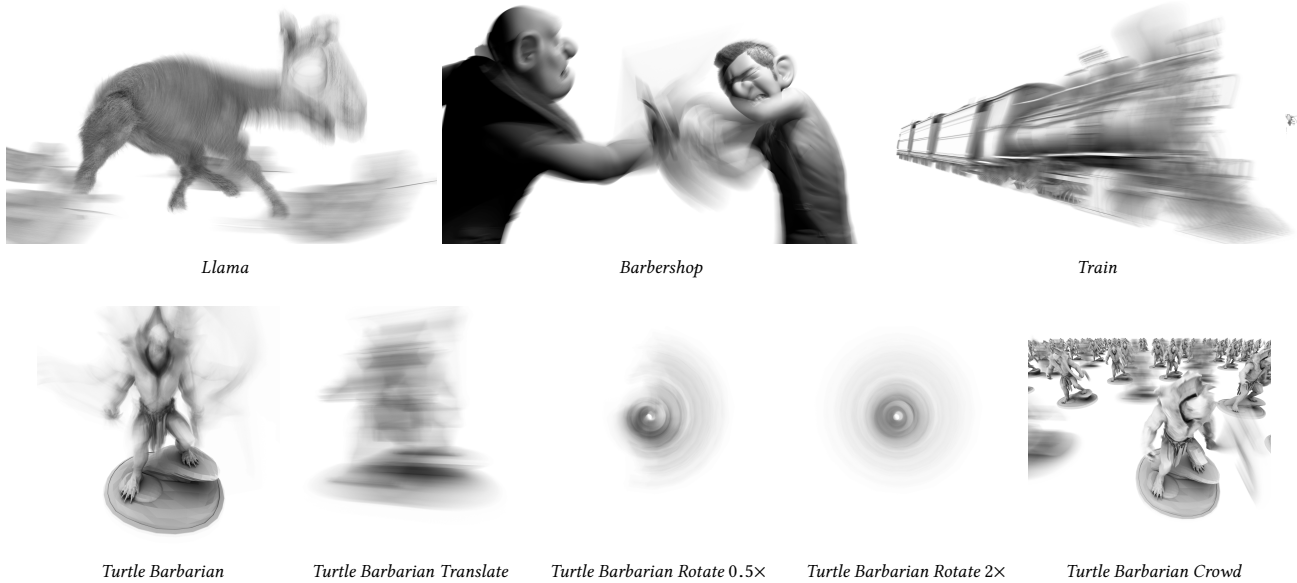 Llama
Barbershop
Train
Turtle Barbarian
Turtle Barbarian Translate
Turtle Barbarian Rotate 0.5×
Turtle Barbarian Rotate 2×
Turtle Barbarian Crowd